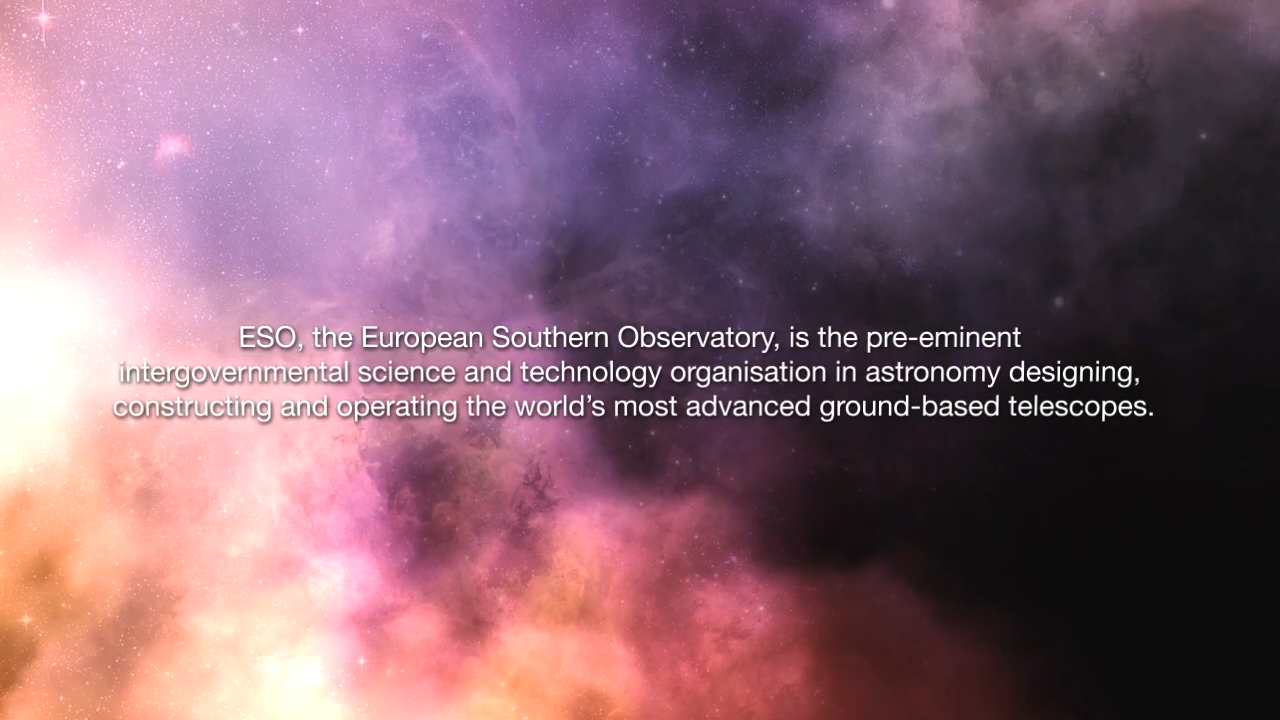 ESO, the European Southern Observatory, is the pre-eminent
intergovernmental science and technology organisation in astronomy designing,
constructing and operating the world’s most advanced ground-based telescopes.